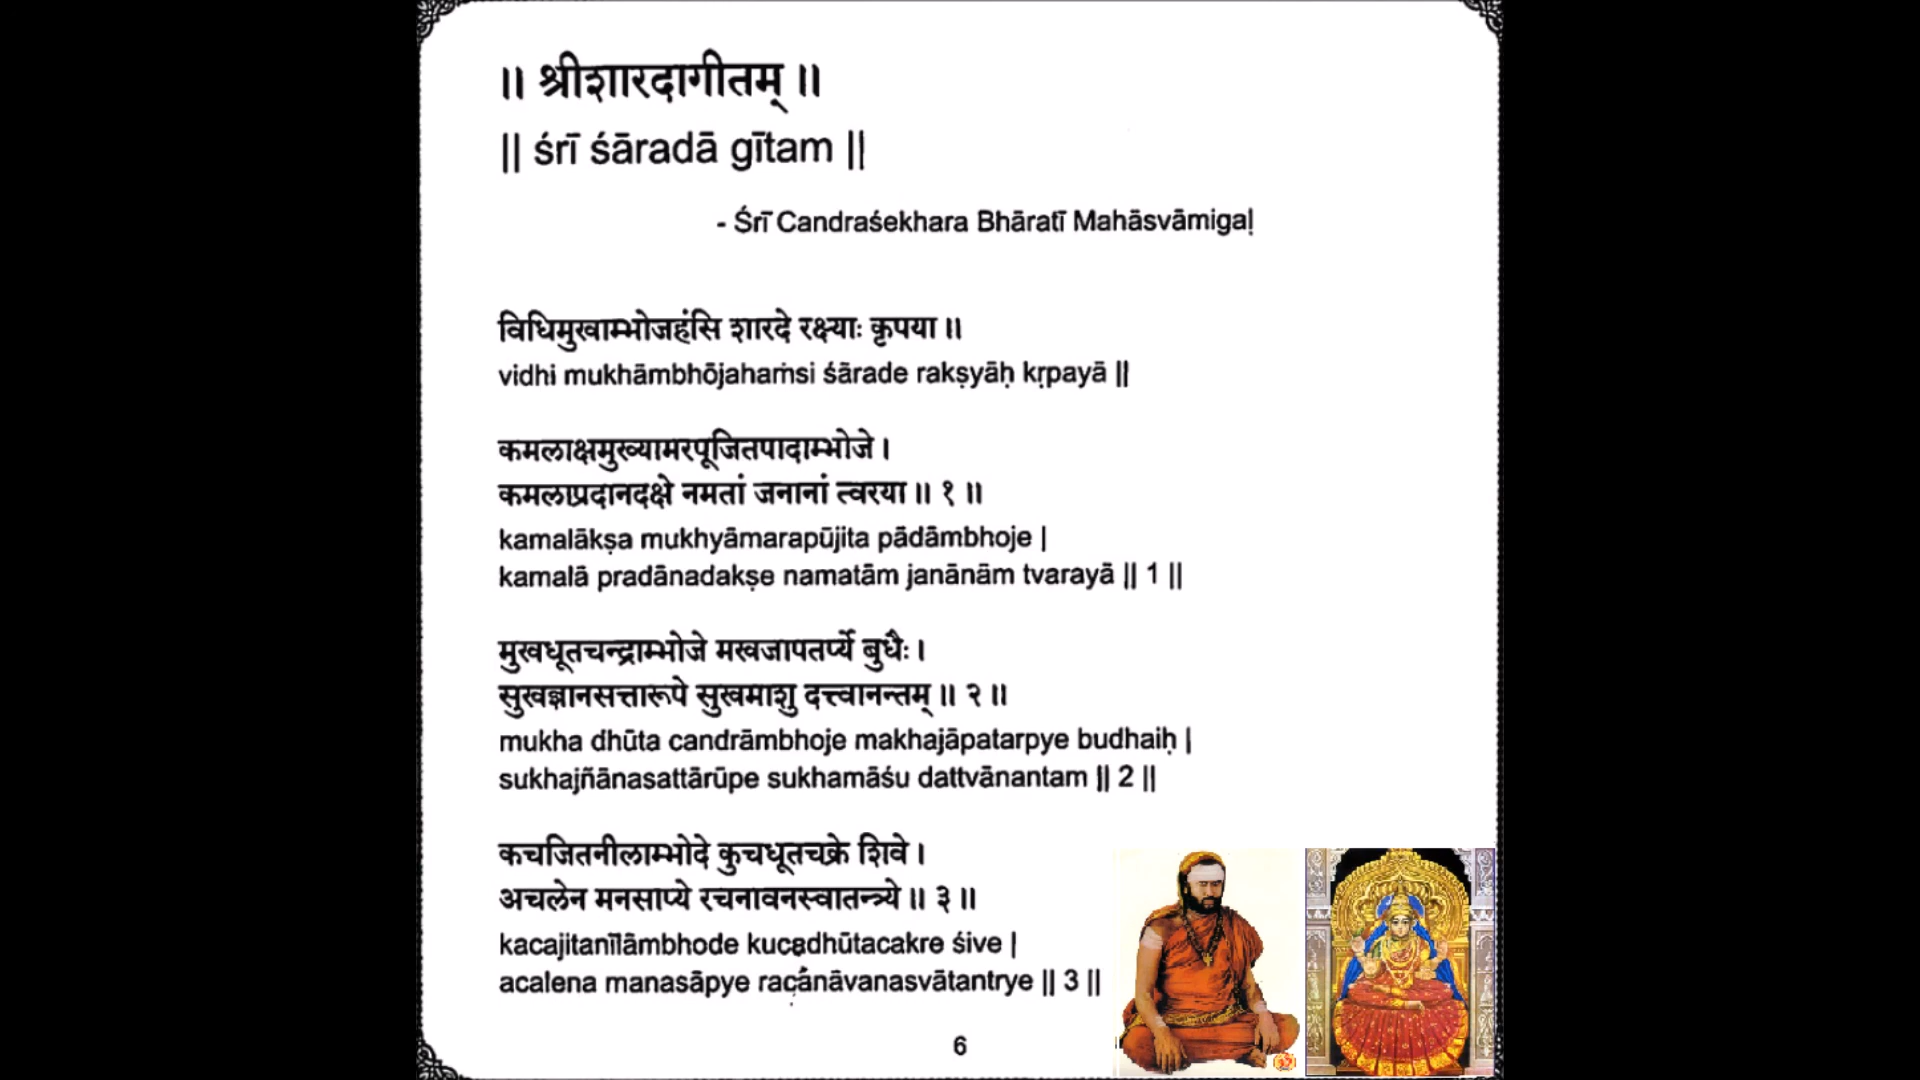 ॥ श्रीशारदागीतम् ॥
|| śrī śāradā gītam ||
- Śrī Candraśekhara Bhāratī Mahāsvāmigaḷ
विधिमुखाम्भोजहंसि शारदे रक्ष्याः कृपया ॥
vidhi mukhāmbhōjahaṁsi śārade rakṣyāḥ kṛpayā ||
कमलाक्षमुख्यामरपूजितपादाम्भोजे ।
कमलाप्रदानदक्षे नमतां जनानां त्वरया ॥ १ ॥
kamalākṣa mukhyāmarapūjita pādāmbhoje |
kamalā pradānadakṣe namatām janānām tvarayā || 1 ||
मुखधूतचन्द्राम्भोजे मखजापतर्प्ये बुधैः ।
सुखज्ञानसत्तारूपे सुखमाशु दत्त्वानन्तम् ॥ २ ॥
mukha dhūta candrāmbhoje makhajāpatarpye budhaiḥ |
sukhajñānasattārūpe sukhamāśu dattvānantam || 2 ||
कचजितनीलाम्भोदे कुचधूतचक्रे शिवे ।
अचलेन मनसाप्ये रचनावनस्वातन्त्र्ये ॥ ३ ॥
kacajitanīlāmbhode kucadhūtacakre śive |
acalena manasāpye racanāvanasvātantrye || 3 ||
6